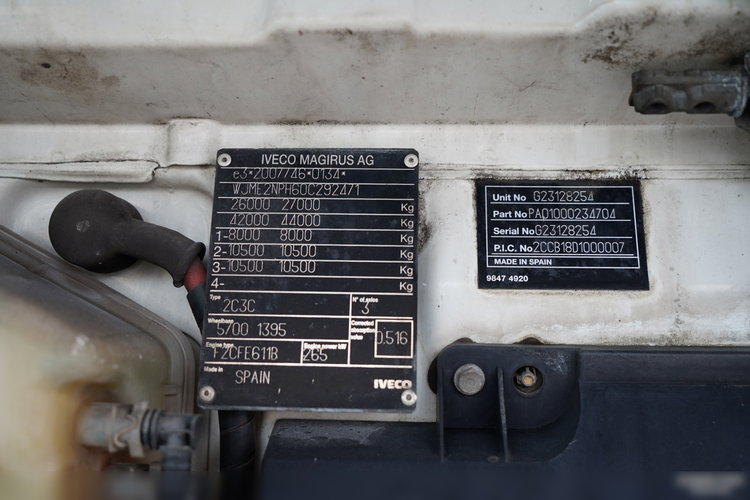 IVECO MAGIRUS AG
e3*2007746*0134*
WJME2NPH60C292471
26000 27000 Kg
42000 44000 Kg
1-8000 8000 Kg
2-10500 10500 Kg
3-10500 10500 Kg
4- Kg
Type 2C3C N° of axles 3
Wheelbase 5700 1395 Corrected absorption value 0.516
Engine type F2CFE611B Engine power kW 265
Made in SPAIN
IVECO
Unit No G23128254
Part No PAD1000234704
Serial No G23128254
P.I.C. No 2CCB18D1000007
MADE IN SPAIN
9847 4920